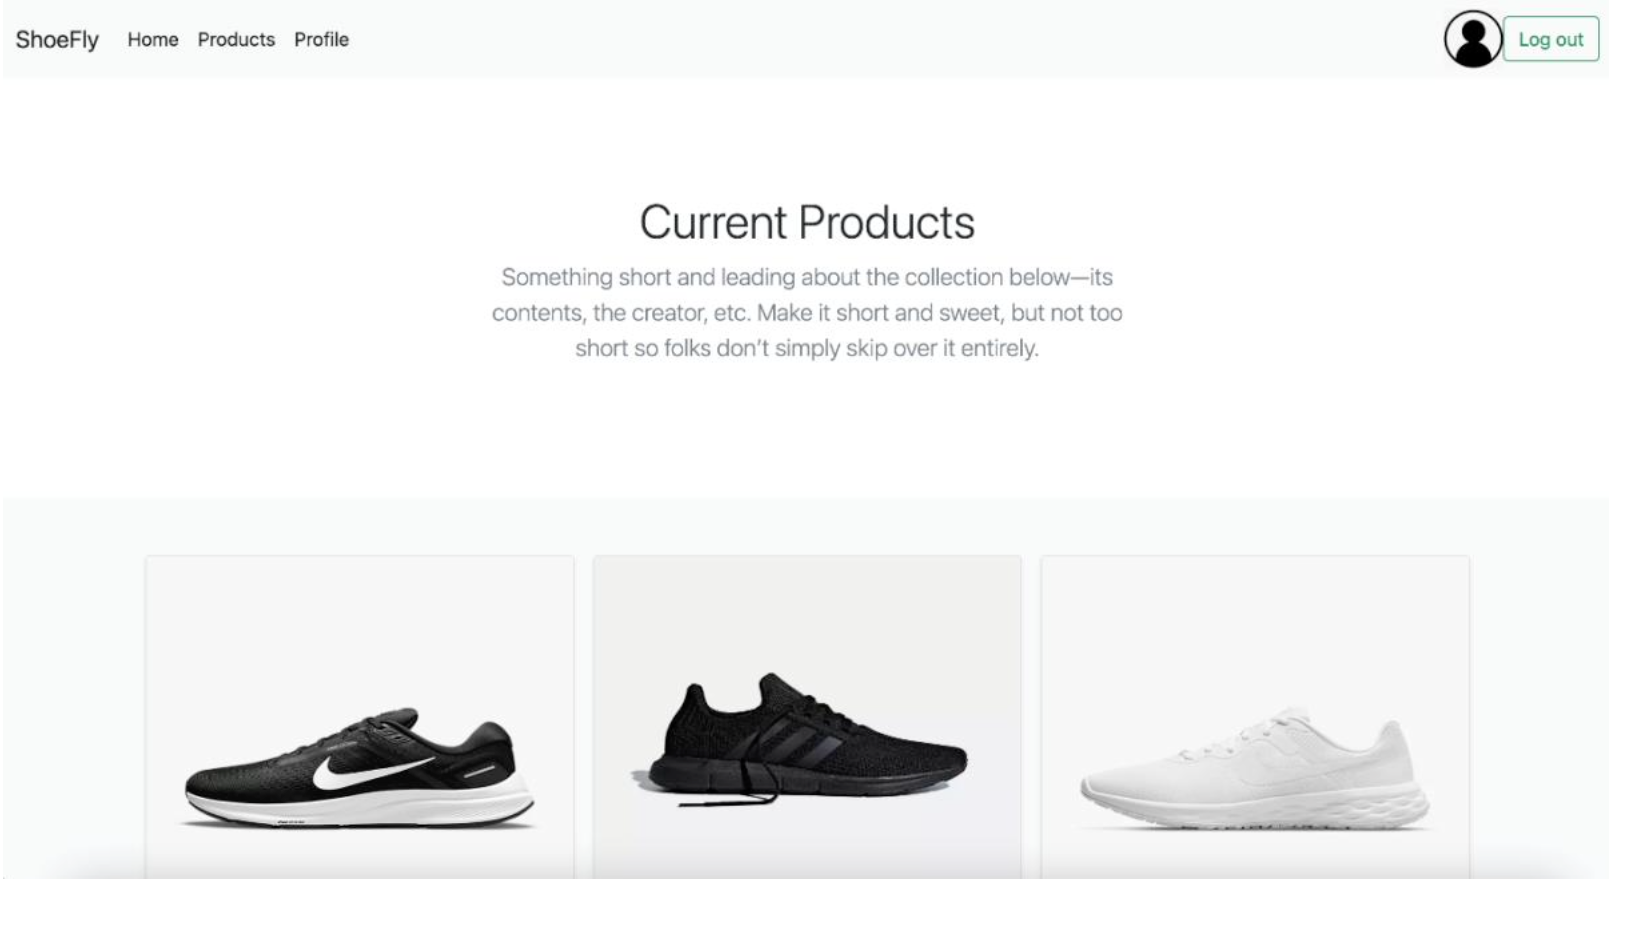 ShoeFly Home Products Profile Log out
Current Products
Something short and leading about the collection below—its
contents, the creator, etc. Make it short and sweet, but not too
short so folks don't simply skip over it entirely.